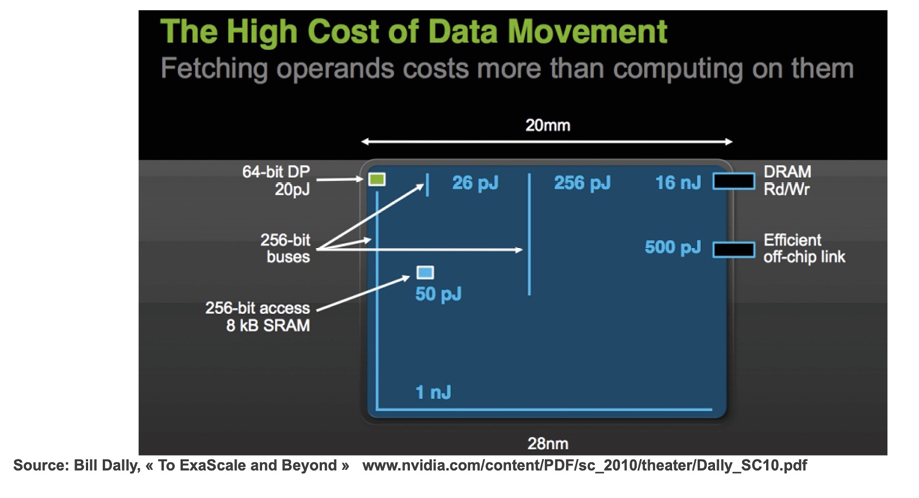 The High Cost of Data Movement
Fetching operands costs more than computing on them
20mm
64-bit DP
20pJ
26 pJ
256 pJ
16 nJ
DRAM
Rd/Wr
256-bit
buses
500 pJ
Efficient
off-chip link
256-bit access
8 kB SRAM
50 pJ
1 nJ
28nm
Source: Bill Dally, « To ExaScale and Beyond » www.nvidia.com/content/PDF/sc_2010/theater/Dally_SC10.pdf